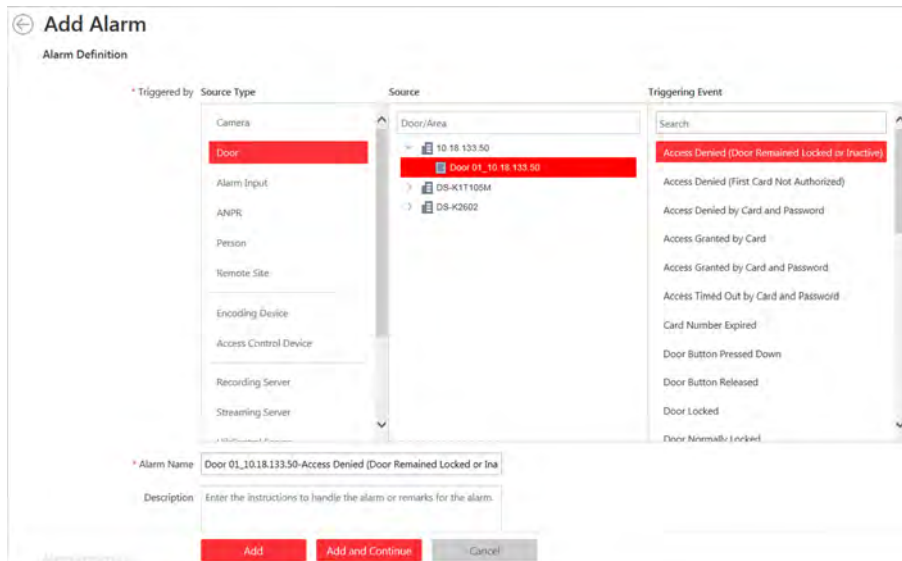 Add Alarm
Alarm Definition
* Triggered by Source Type
Source
Triggering Event
Camera
Door
Alarm Input
ANPR
Person
Remote Site
Encoding Device
Access Control Device
Recording Server
Streaming Server
Door/Area
10.18.133.50
Door 01_10.18.133.50
DS-K1T105M
DS-K2602
Search
Access Denied (Door Remained Locked or Inactive)
Access Denied (First Card Not Authorized)
Access Denied by Card and Password
Access Granted by Card
Access Granted by Card and Password
Access Timed Out by Card and Password
Card Number Expired
Door Button Pressed Down
Door Button Released
Door Locked
Door Normally Locked
* Alarm Name Door 01_10.18.133.50-Access Denied (Door Remained Locked or Ina
Description Enter the instructions to handle the alarm or remarks for the alarm.
Add
Add and Continue
Cancel